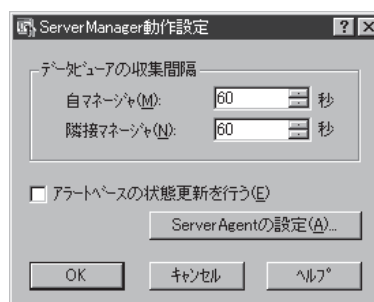 ServerManager動作設定
データビューアの収集間隔
自マネージャ(M): 60 秒
隣接マネージャ(N): 60 秒
アラートベースの状態更新を行う(E)
ServerAgentの設定(A)...
OK キャンセル ヘルプ